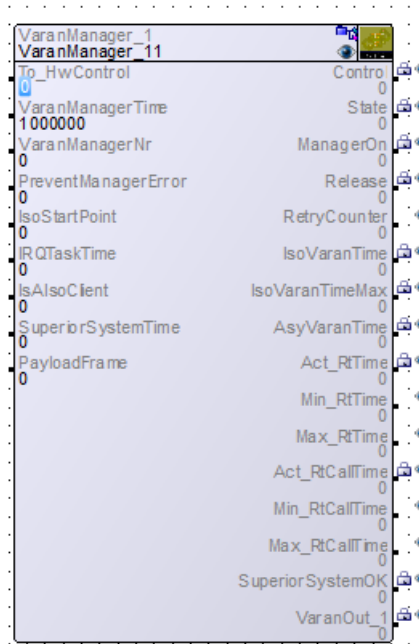 VaranManager_1
VaranManager_11
To_HwControl
0
Control
0
VaranManagerTime
1000000
State
0
VaranManagerNr
0
ManagerOn
0
PreventManagerError
0
Release
0
IsoStartPoint
0
RetryCounter
0
IRQTaskTime
0
IsoVaranTime
0
IsAIsoClient
0
IsoVaranTimeMax
0
SuperiorSystemTime
0
AsyVaranTime
0
PayloadFrame
0
Act_RtTime
0
Min_RtTime
0
Max_RtTime
0
Act_RtCallTime
0
Min_RtCallTime
0
Max_RtCallTime
0
SuperiorSystemOK
0
VaranOut_1
0